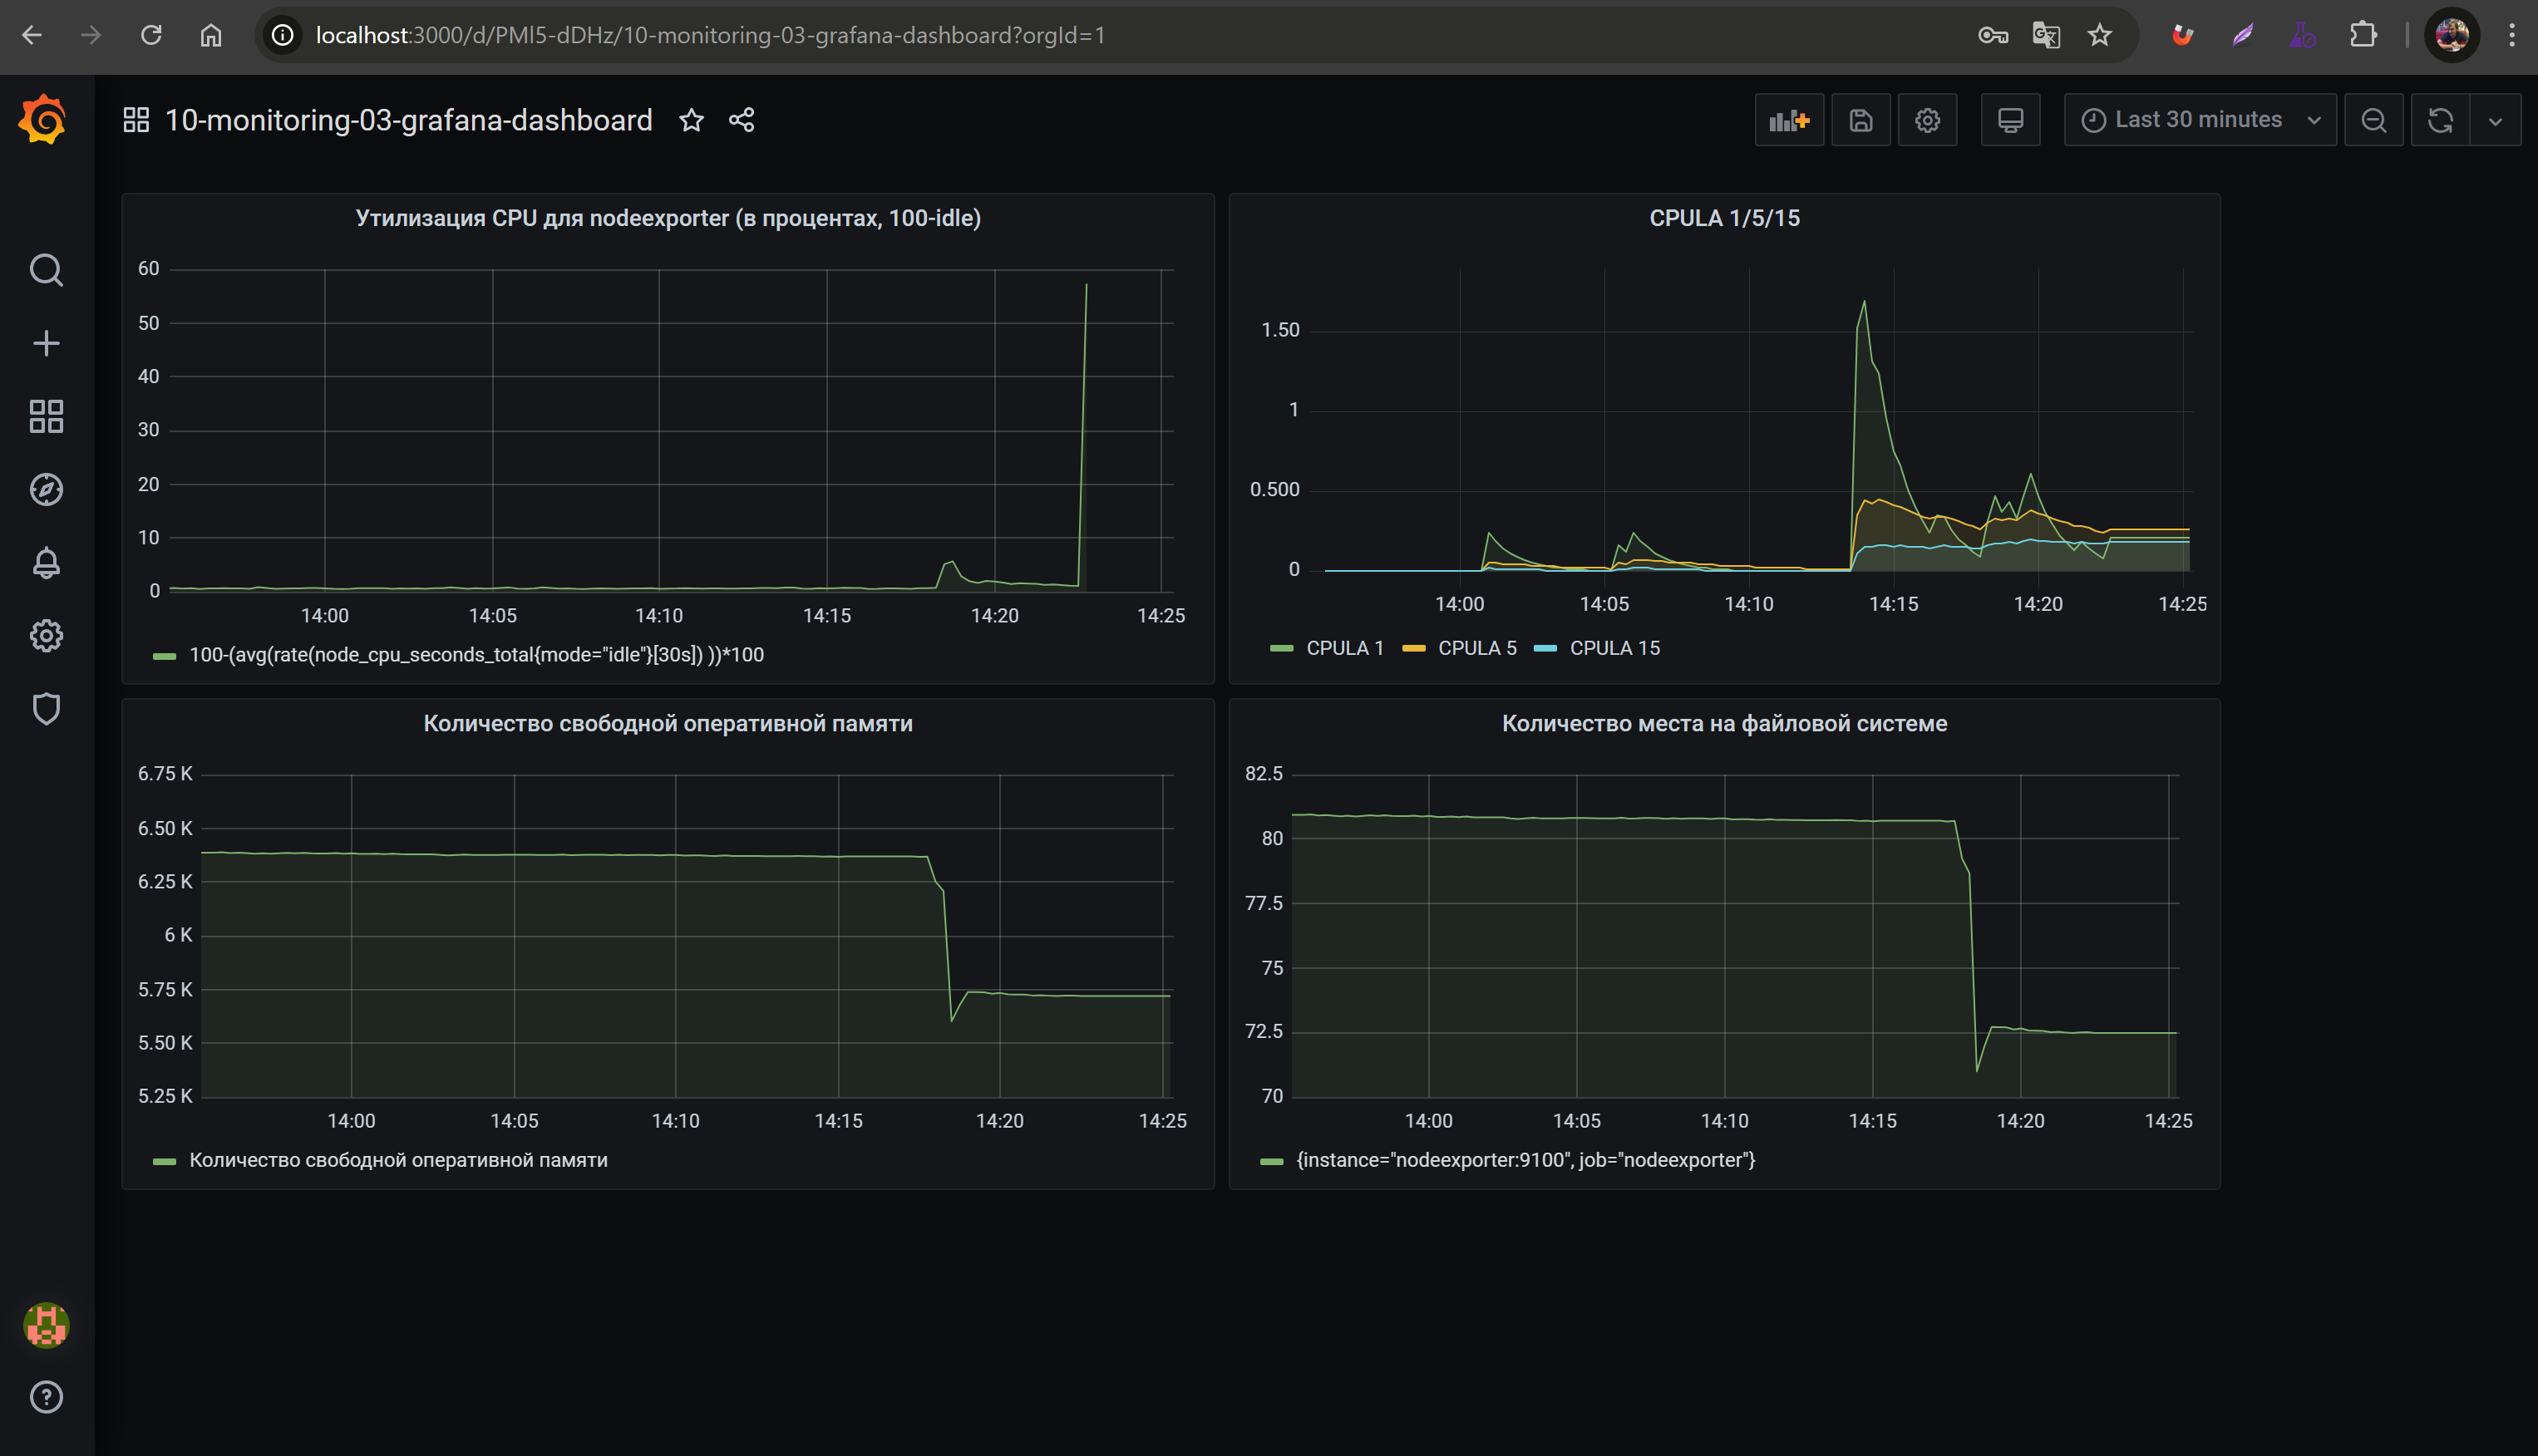 localhost:3000/d/PMl5-dDHz/10-monitoring-03-grafana-dashboard?orgId=1
10-monitoring-03-grafana-dashboard
Last 30 minutes
Утилизация CPU для nodeexporter (в процентах, 100-idle)
60
50
40
30
20
10
0
14:00 14:05 14:10 14:15 14:20 14:25
100-(avg(rate(node_cpu_seconds_total{mode="idle"}[30s]) ))*100
CPULA 1/5/15
1.50
1
0.500
0
14:00 14:05 14:10 14:15 14:20 14:25
CPULA 1 CPULA 5 CPULA 15
Количество свободной оперативной памяти
6.75 K
6.50 K
6.25 K
6 K
5.75 K
5.50 K
5.25 K
14:00 14:05 14:10 14:15 14:20 14:25
Количество свободной оперативной памяти
Количество места на файловой системе
82.5
80
77.5
75
72.5
70
14:00 14:05 14:10 14:15 14:20 14:25
{instance="nodeexporter:9100", job="nodeexporter"}